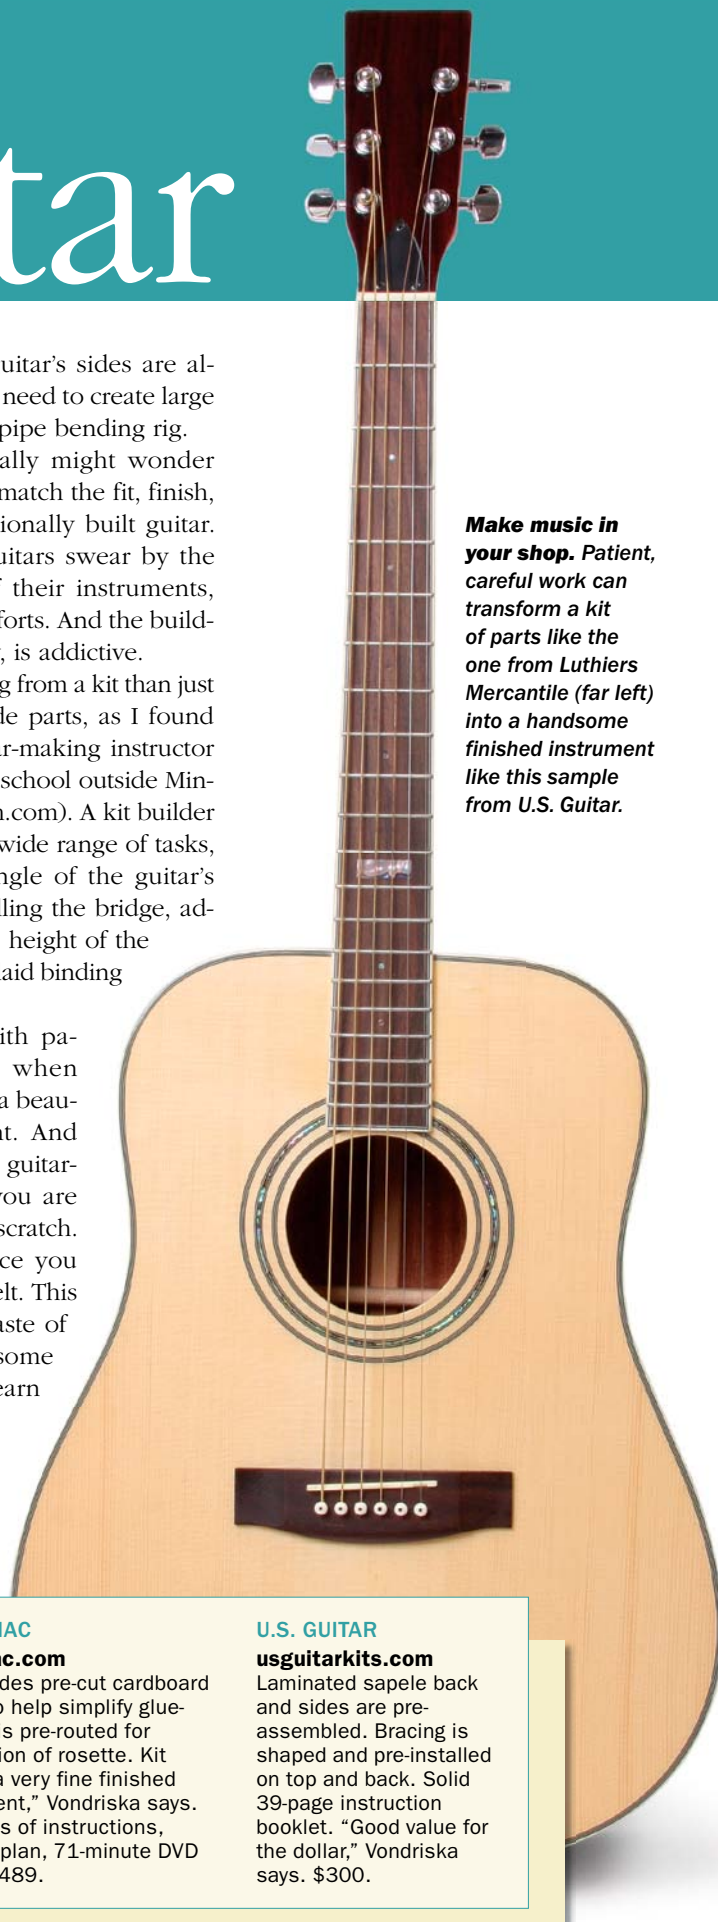 tar
uitar’s sides are al-
need to create large
pipe bending rig.
ally might wonder
match the fit, finish,
ionally built guitar.
uitars swear by the
their instruments,
forts. And the build-
, is addictive.
g from a kit than just
de parts, as I found
ar-making instructor
school outside Min-
n.com). A kit builder
wide range of tasks,
ngle of the guitar’s
lling the bridge, ad-
height of the
laid binding
ith pa-
when
a beau-
nt. And
guitar-
you are
scratch.
ce you
elt. This
aste of
some
earn
Make music in
your shop. Patient,
careful work can
transform a kit
of parts like the
one from Luthiers
Mercantile (far left)
into a handsome
finished instrument
like this sample
from U.S. Guitar.
MAC
ac.com
des pre-cut cardboard
o help simplify glue-
is pre-routed for
ion of rosette. Kit
a very fine finished
ent,” Vondriska says.
s of instructions,
plan, 71-minute DVD
489.
U.S. GUITAR
usguitarkits.com
Laminated sapele back
and sides are pre-
assembled. Bracing is
shaped and pre-installed
on top and back. Solid
39-page instruction
booklet. “Good value for
the dollar,” Vondriska
says. $300.